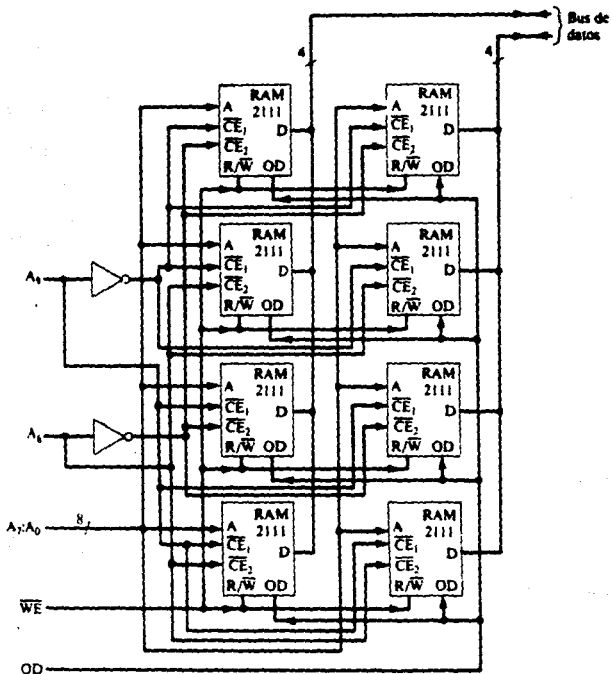 Bus de
datos
4
4
RAM
2111
A
CE1
CE2
D
R/W OD
RAM
2111
A
CE1
CE2
D
R/W OD
RAM
2111
A
CE1
CE2
D
R/W OD
RAM
2111
A
CE1
CE2
D
R/W OD
A9
RAM
2111
A
CE1
CE2
D
R/W OD
RAM
2111
A
CE1
CE2
D
R/W OD
A8
RAM
2111
A
CE1
CE2
D
R/W OD
RAM
2111
A
CE1
CE2
D
R/W OD
A7:A0
8
WE
OD